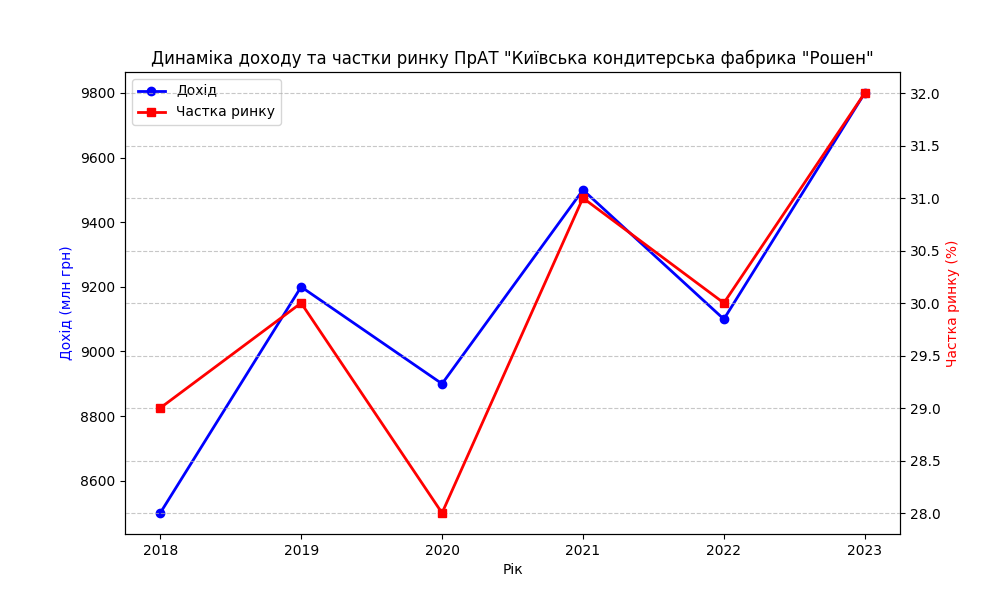 Динаміка доходу та частки ринку ПрАТ "Київська кондитерська фабрика "Рошен"
Дохід
Частка ринку
Дохід (млн грн)
9800
9600
9400
9200
9000
8800
8600
32.0
31.5
31.0
30.5
30.0
29.5
29.0
28.5
28.0
Частка ринку (%)
2018 2019 2020 2021 2022 2023
Рік